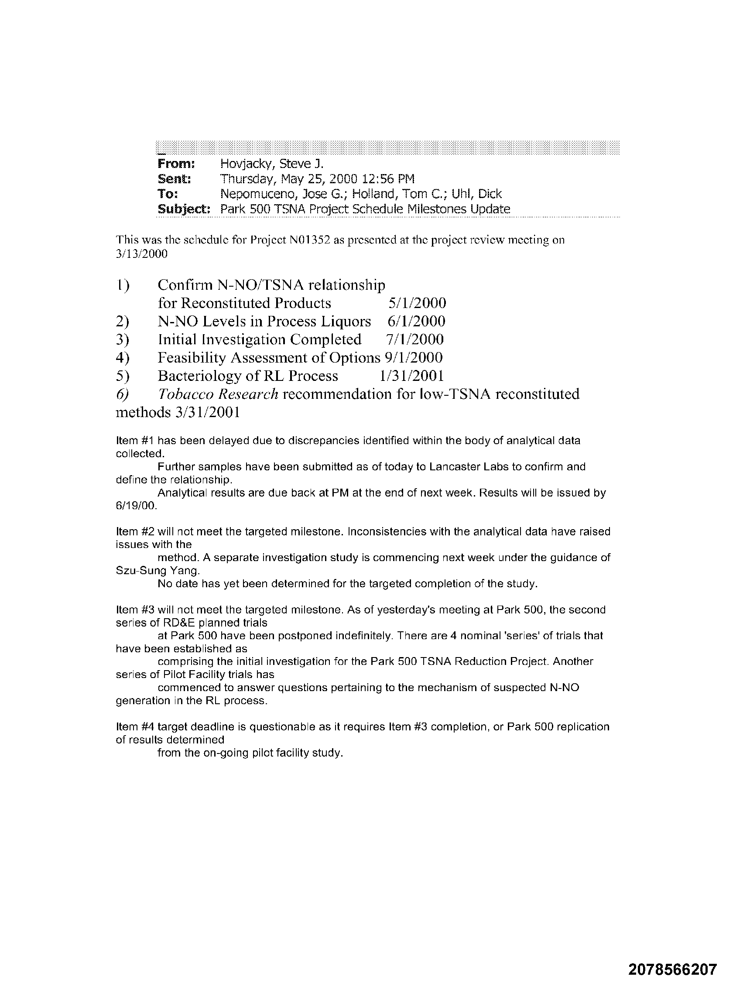 From: Hovjacky, Steve J.
Sent: Thursday, May 25, 2000 12:56 PM
To: Nepomuceno, Jose G.; Holland, Tom C.; Uhl, Dick
Subject: Park 500 TSNA Project Schedule Milestones Update
This was the schedule for Project N01352 as presented at the project review meeting on
3/13/2000
1) Confirm N-NO/TSNA relationship
for Reconstituted Products 5/1/2000
2) N-NO Levels in Process Liquors 6/1/2000
3) Initial Investigation Completed 7/1/2000
4) Feasibility Assessment of Options 9/1/2000
5) Bacteriology of RL Process 1/31/2001
6) Tobacco Research recommendation for low-TSNA reconstituted
methods 3/31/2001
Item #1 has been delayed due to discrepancies identified within the body of analytical data
collected.
Further samples have been submitted as of today to Lancaster Labs to confirm and
define the relationship.
Analytical results are due back at PM at the end of next week. Results will be issued by
6/19/00.
Item #2 will not meet the targeted milestone. Inconsistencies with the analytical data have raised
issues with the
method. A separate investigation study is commencing next week under the guidance of
Szu-Sung Yang.
No date has yet been determined for the targeted completion of the study.
Item #3 will not meet the targeted milestone. As of yesterday's meeting at Park 500, the second
series of RD&E planned trials
at Park 500 have been postponed indefinitely. There are 4 nominal 'series' of trials that
have been established as
comprising the initial investigation for the Park 500 TSNA Reduction Project. Another
series of Pilot Facility trials has
commenced to answer questions pertaining to the mechanism of suspected N-NO
generation in the RL process.
Item #4 target deadline is questionable as it requires Item #3 completion, or Park 500 replication
of results determined
from the on-going pilot facility study.
2078566207